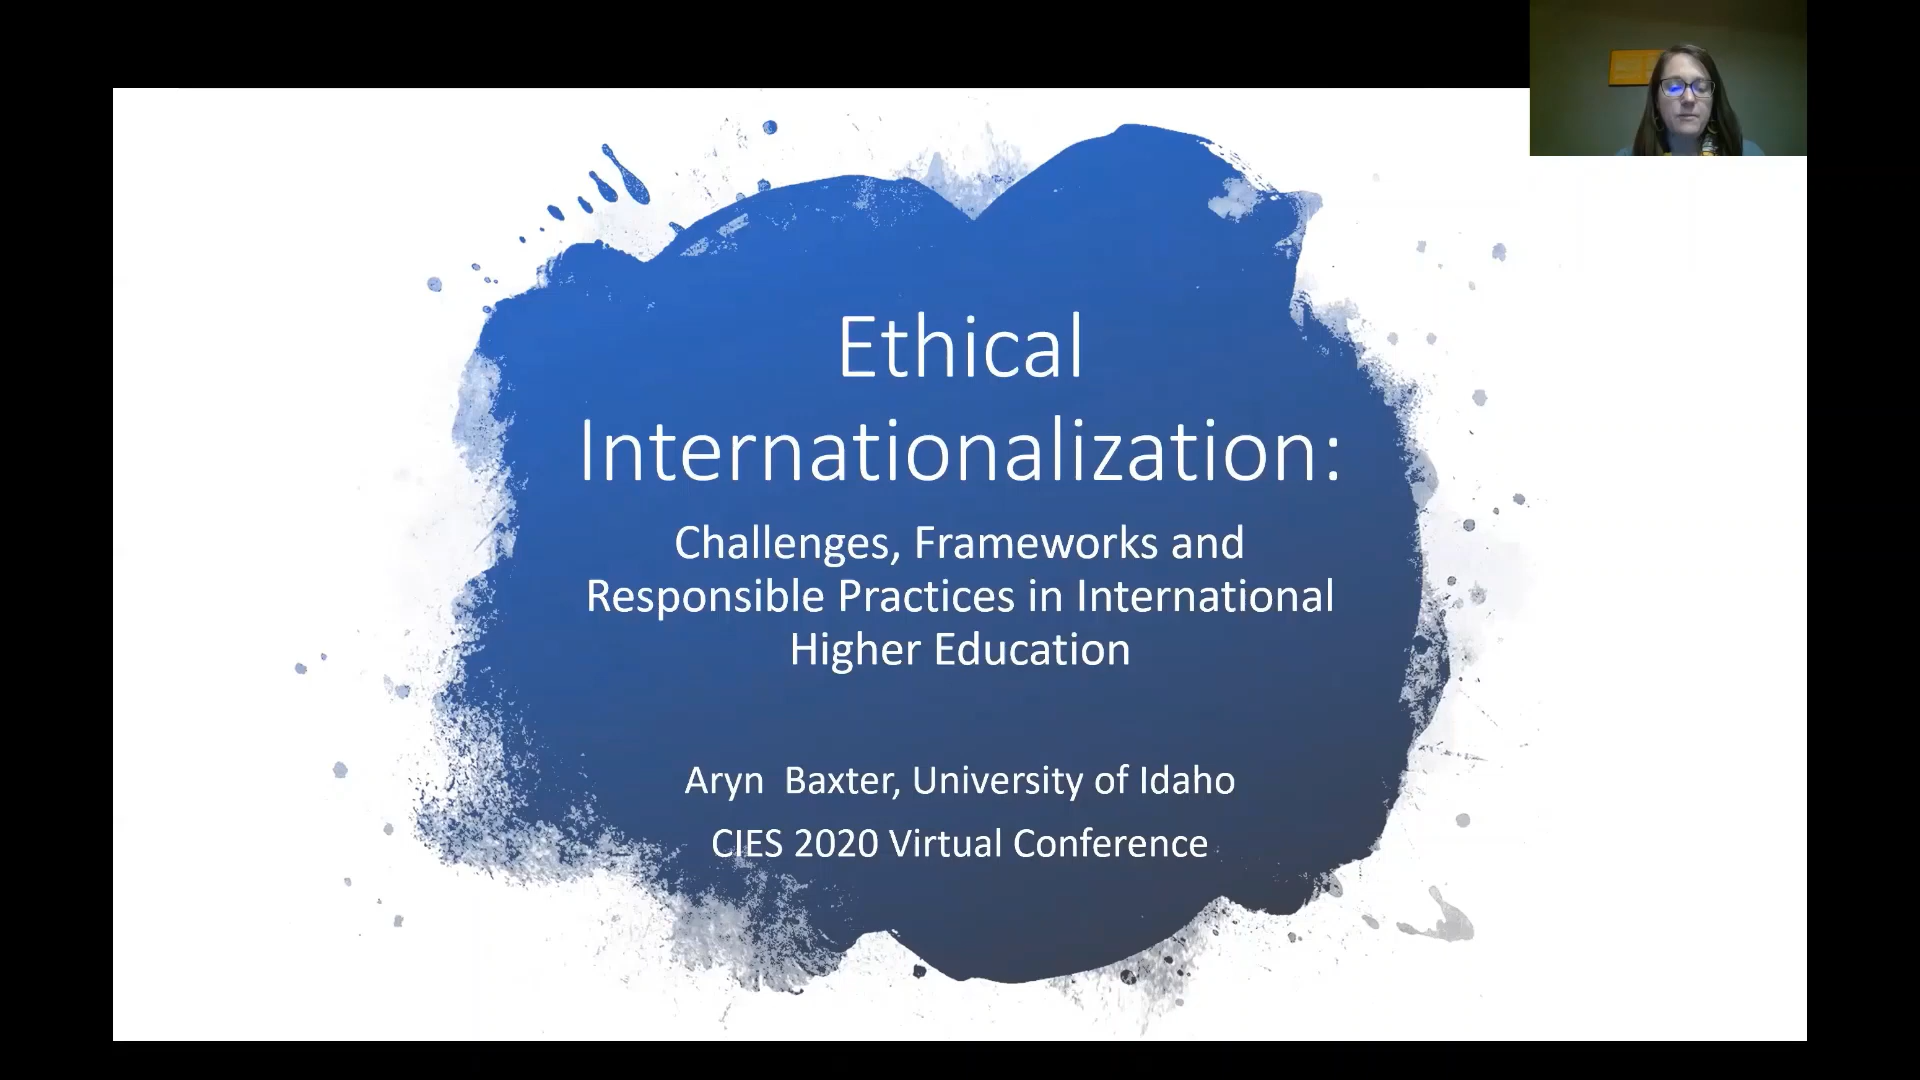 Ethical
Internationalization:
Challenges, Frameworks and
Responsible Practices in International
Higher Education
Aryn Baxter, University of Idaho
CIES 2020 Virtual Conference